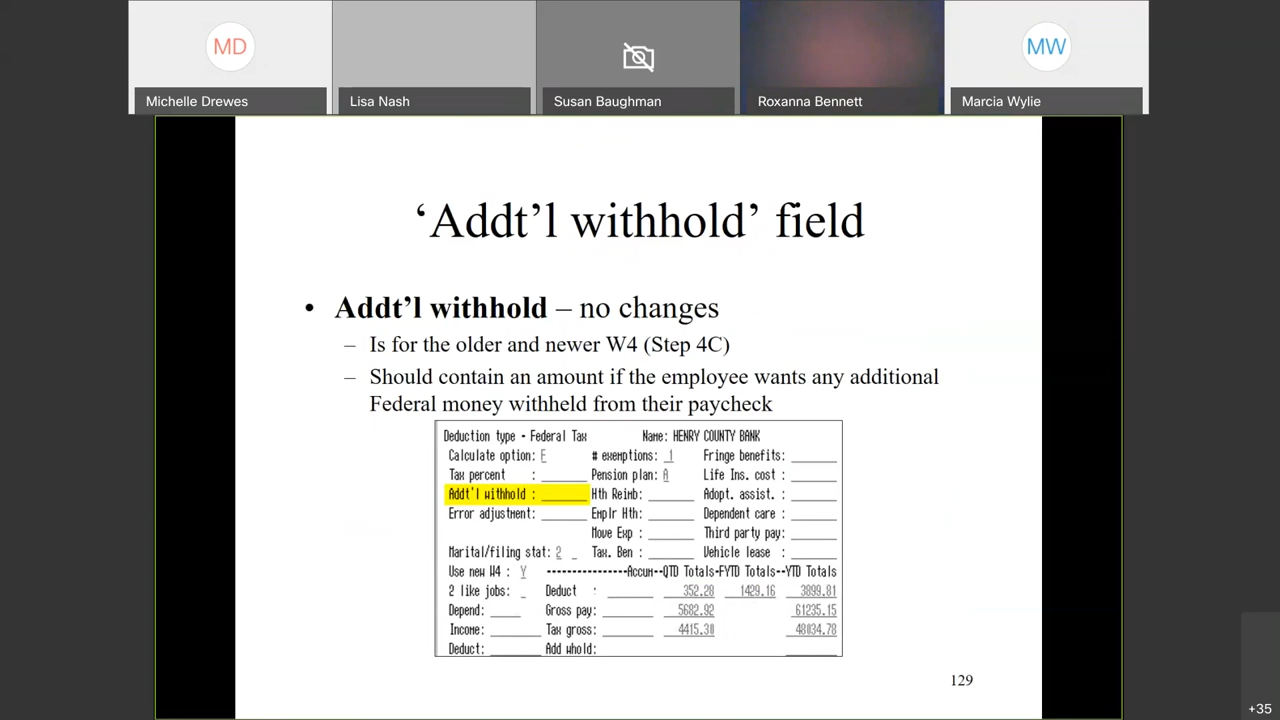 MD
MW
Michelle Drewes
Lisa Nash
Susan Baughman
Roxanna Bennett
Marcia Wylie
‘Addt’l withhold’ field
• Addt’l withhold – no changes
– Is for the older and newer W4 (Step 4C)
– Should contain an amount if the employee wants any additional
Federal money withheld from their paycheck
Deduction type - Federal Tax Name: HENRY COUNTY BANK
Calculate option: E # exemptions: 1 Fringe benefits:
Tax percent : Pension plan: A Life Ins. cost :
Addt'l withhold : Hth Reimb: Adopt. assist. :
Error adjustment: Emplr Hth: Dependent care :
Move Exp : Third party pay:
Marital/filing stat: 2 _ Tax. Ben : Vehicle lease :
Use new W4 : Y ----------------Accum--QTD Totals-FYTD Totals--YTD Totals
2 like jobs: _ Deduct : 352.28 1429.16 3899.81
Depend: Gross pay: 5682.92 61235.15
Income: Tax gross: 4415.30 48034.78
Deduct: Add whold:
129
+35